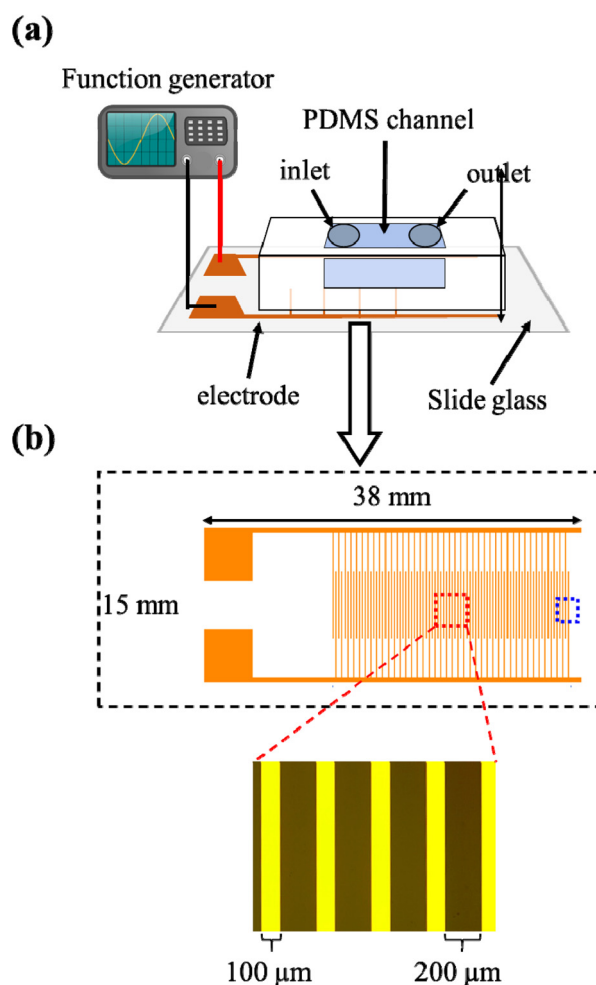 (a)
Function generator
PDMS channel
inlet
outlet
electrode
Slide glass
(b)
38 mm
15 mm
100 μm
200 μm